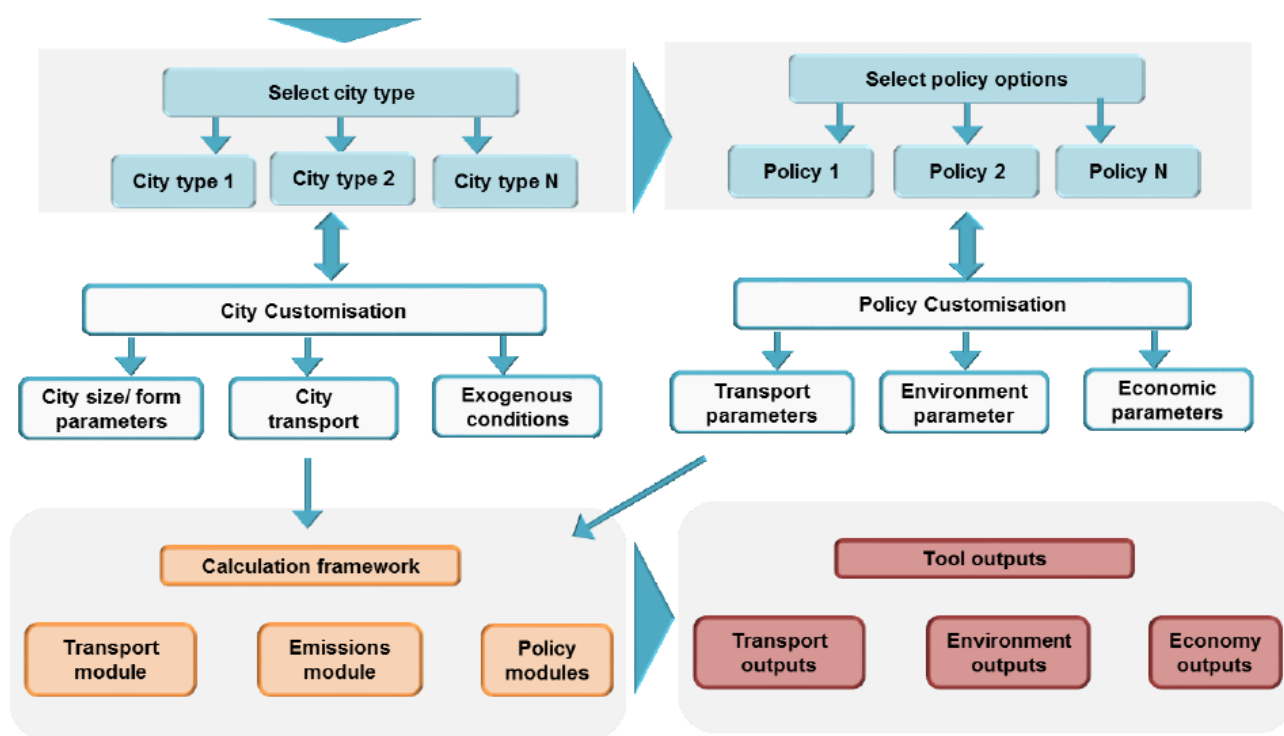 Select city type
City type 1
City type 2
City type N
Select policy options
Policy 1
Policy 2
Policy N
City Customisation
City size/ form
parameters
City
transport
Exogenous
conditions
Policy Customisation
Transport
parameters
Environment
parameter
Economic
parameters
Calculation framework
Transport
module
Emissions
module
Policy
modules
Tool outputs
Transport
outputs
Environment
outputs
Economy
outputs